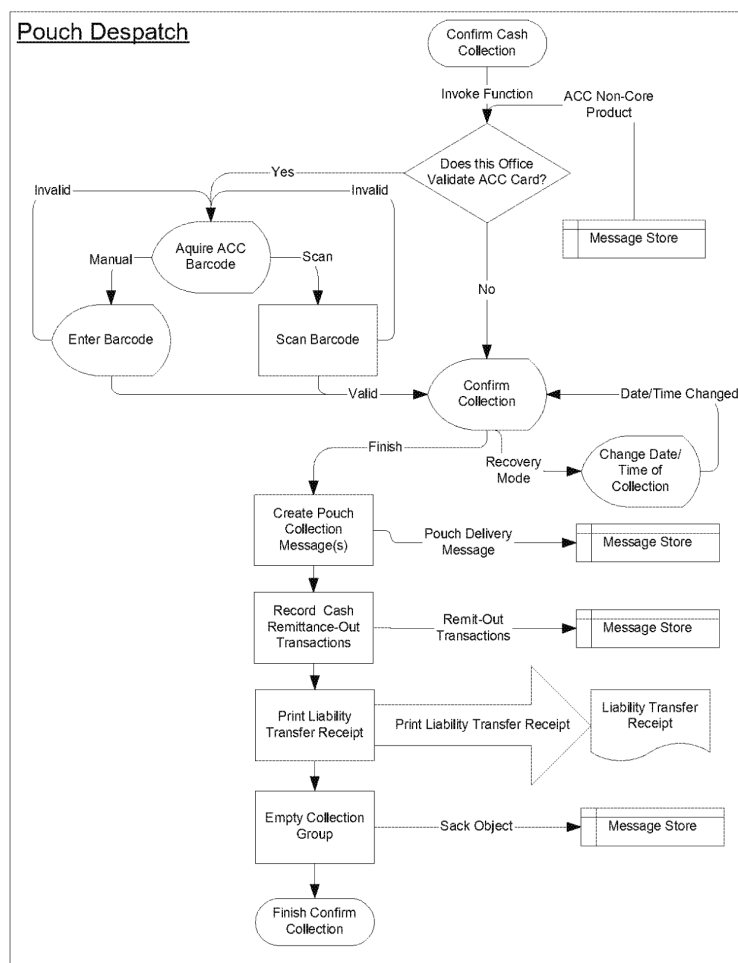 Pouch Despatch
Confirm Cash
Collection
Invoke Function
ACC Non-Core
Product
Does this Office
Validate ACC Card?
Yes
Invalid
Invalid
Message Store
Aquire ACC
Barcode
Manual
Scan
No
Enter Barcode
Scan Barcode
Valid
Confirm
Collection
Date/Time Changed
Finish
Recovery
Mode
Change Date/
Time of
Collection
Create Pouch
Collection
Message(s)
Pouch Delivery
Message
Message Store
Record Cash
Remittance-Out
Transactions
Remit-Out
Transactions
Message Store
Print Liability
Transfer Receipt
Print Liability Transfer Receipt
Liability Transfer
Receipt
Empty Collection
Group
Sack Object
Message Store
Finish Confirm
Collection